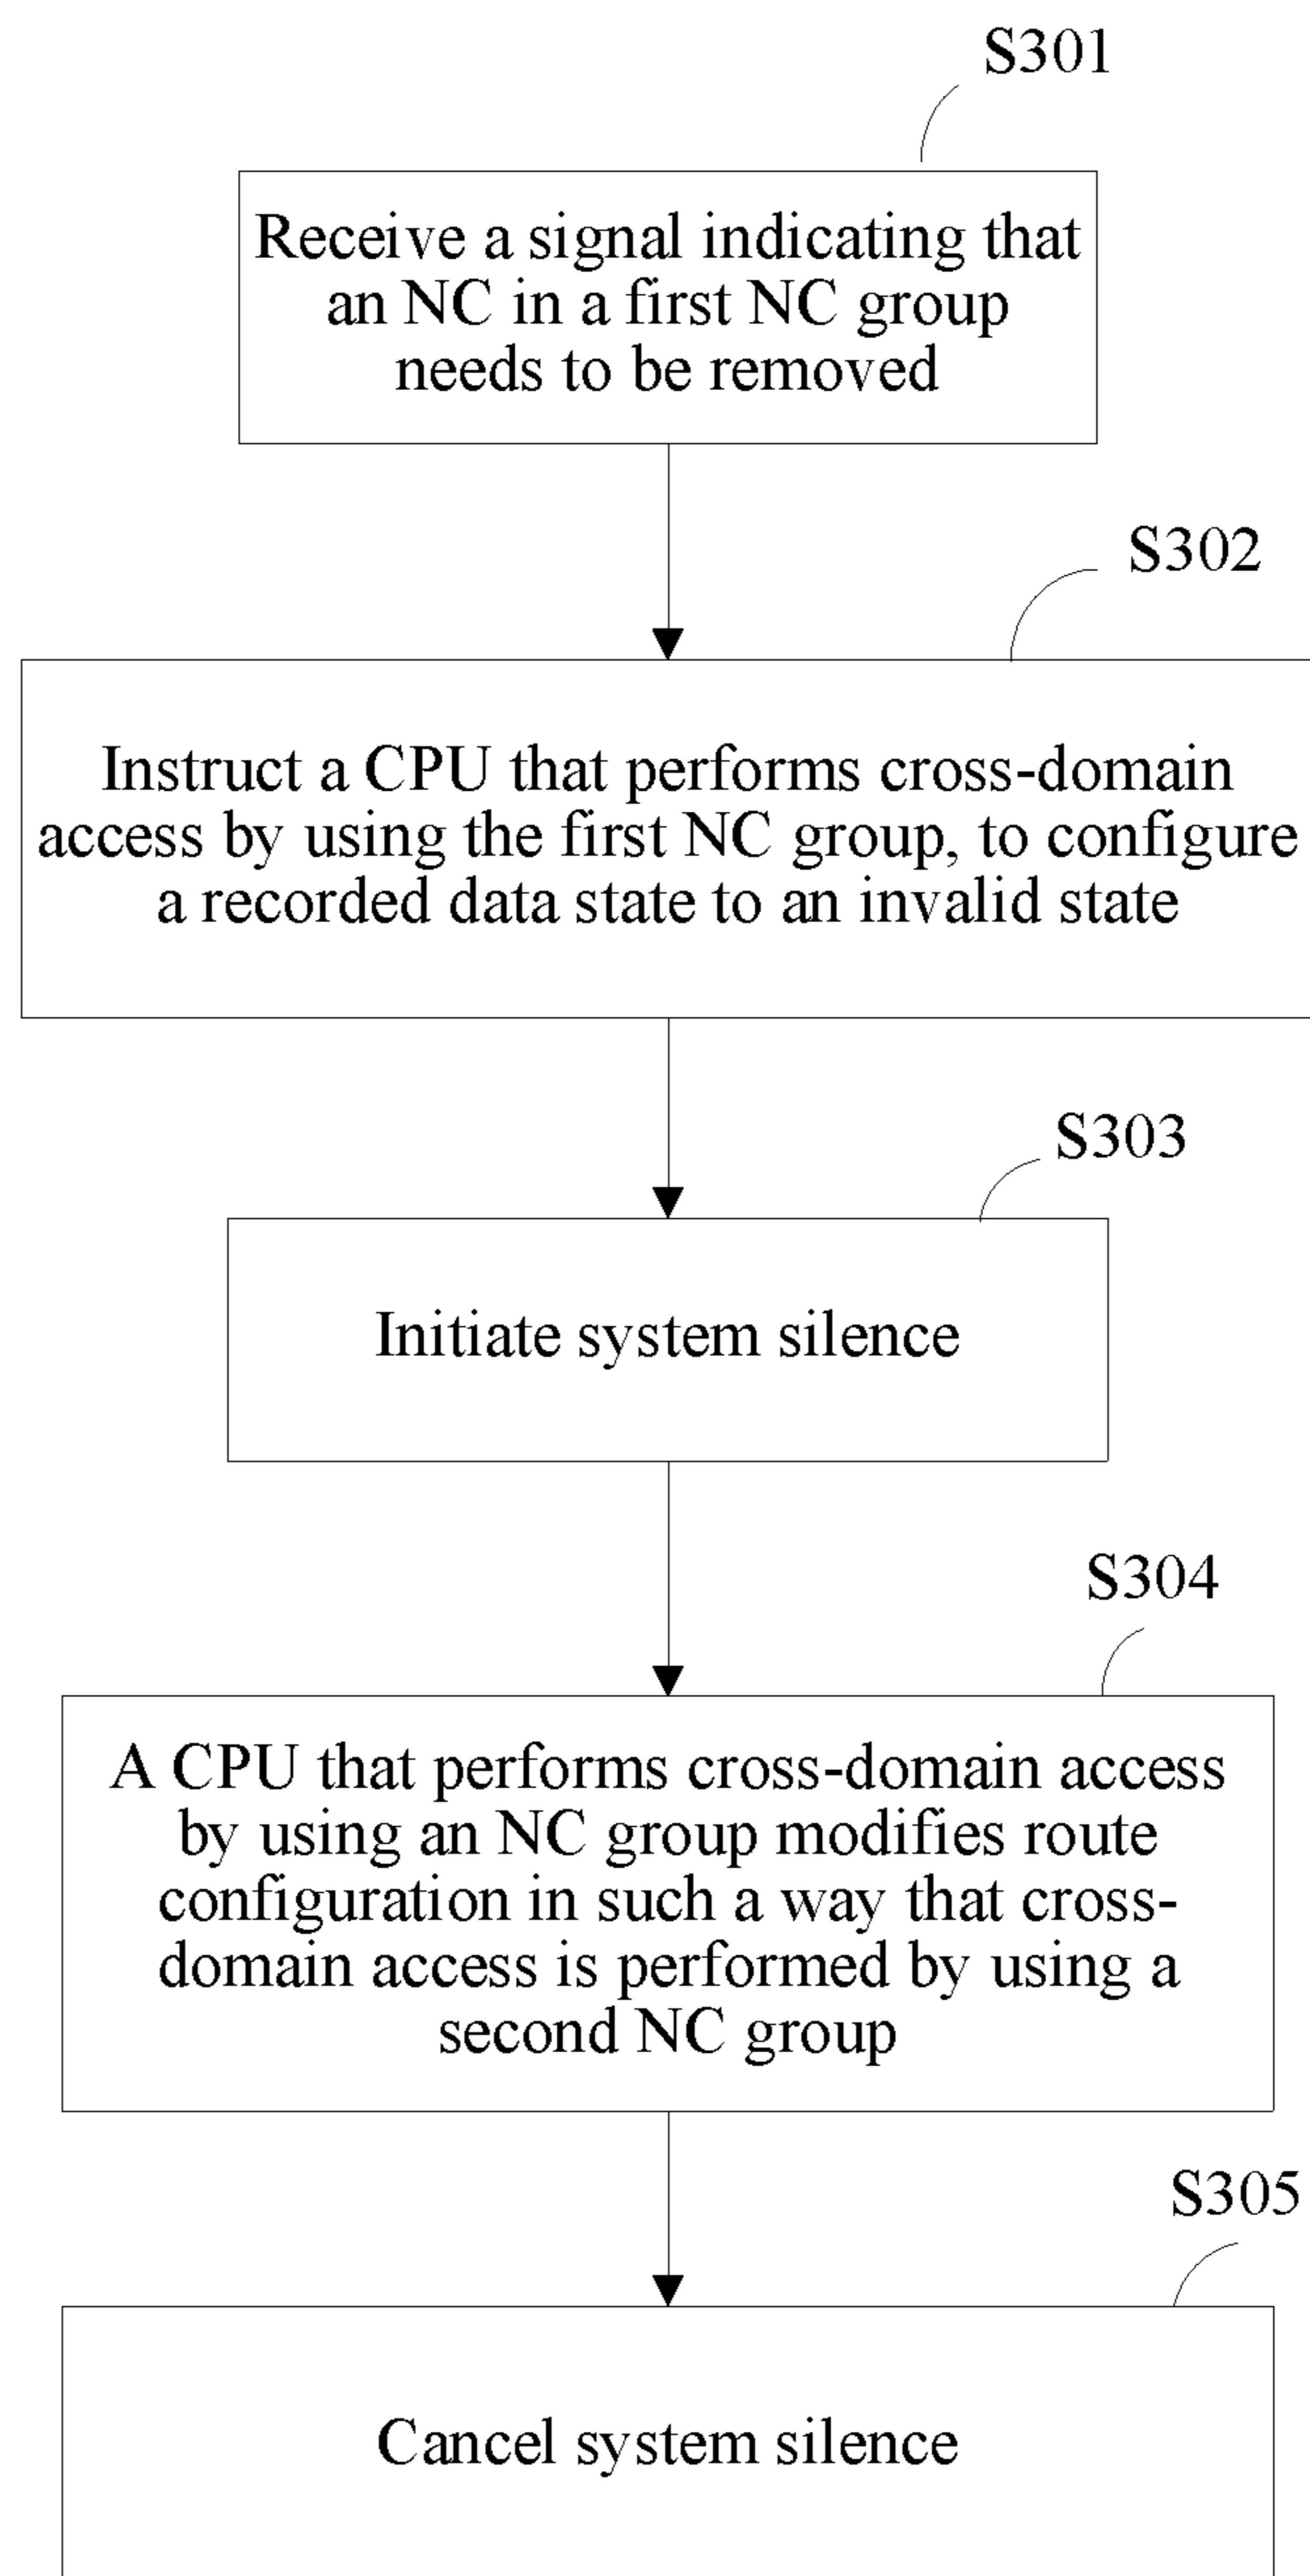 S301
Receive a signal indicating that
an NC in a first NC group
needs to be removed
S302
Instruct a CPU that performs cross-domain
access by using the first NC group, to configure
a recorded data state to an invalid state
S303
Initiate system silence
S304
A CPU that performs cross-domain access
by using an NC group modifies route
configuration in such a way that cross-
domain access is performed by using a
second NC group
S305
Cancel system silence